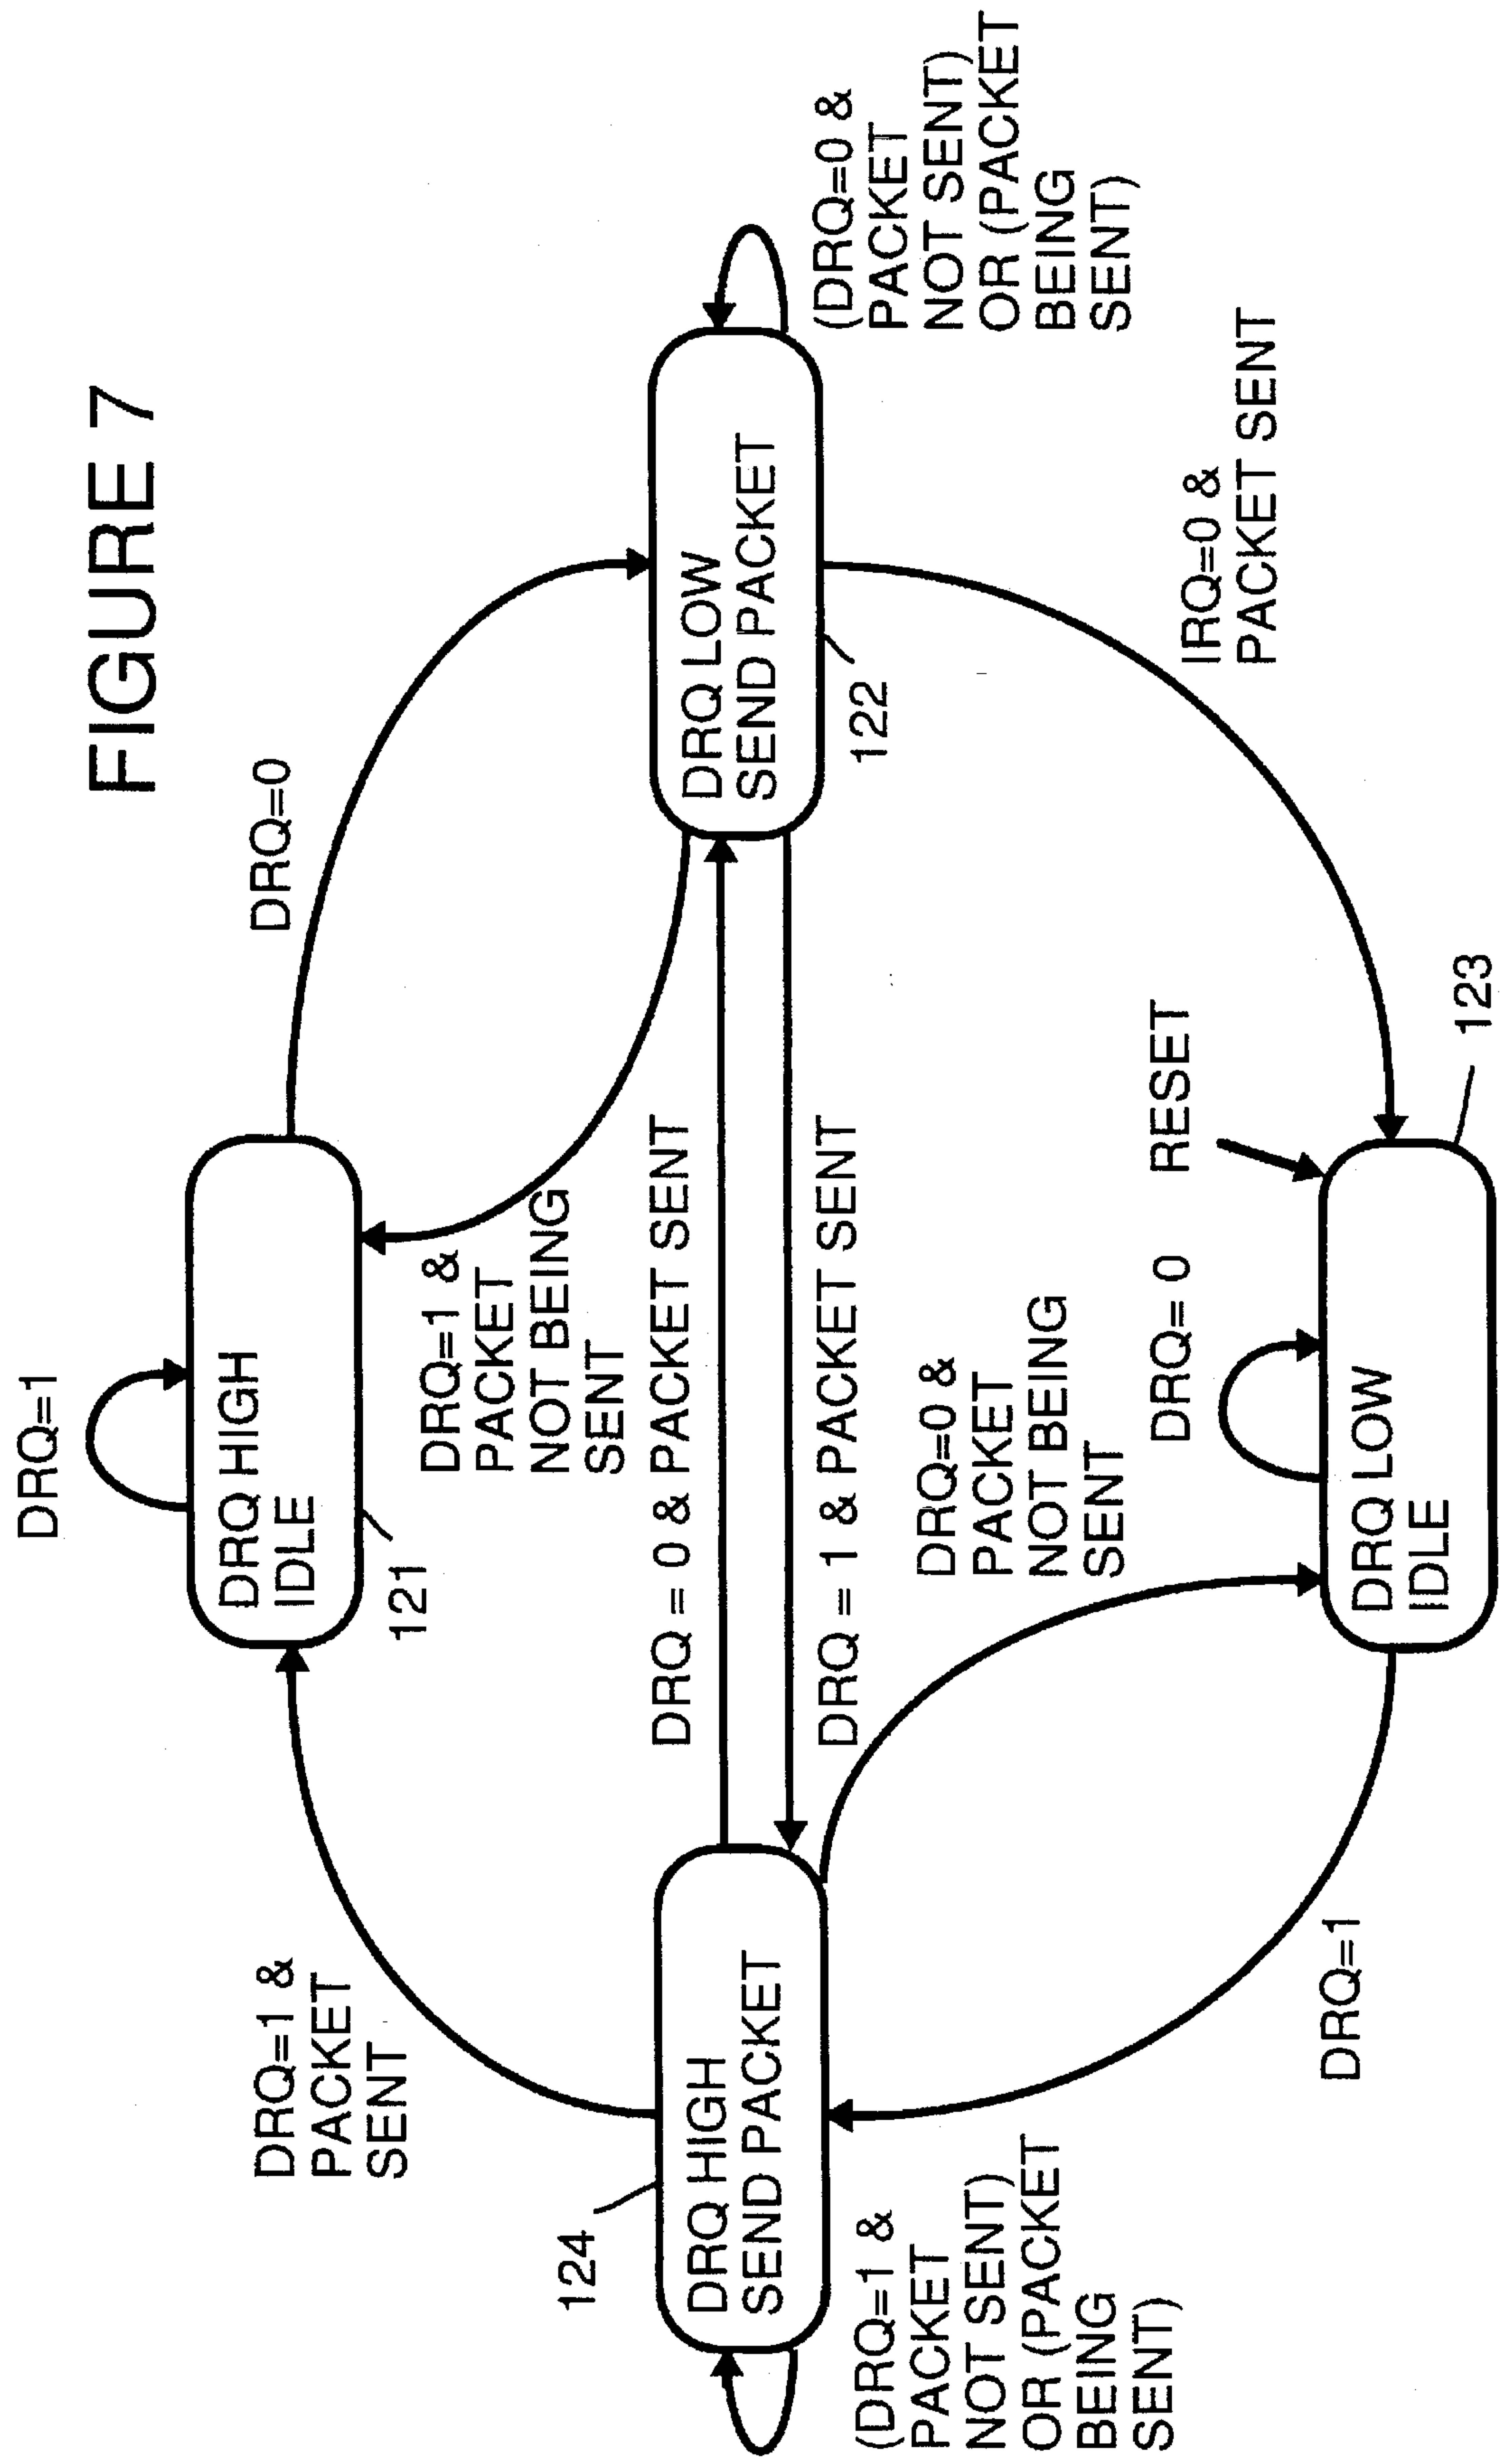 FIGURE 7
DRQ=1
DRQ HIGH
IDLE
121
DRQ=0
DRQ=1 &
PACKET
SENT
DRQ=1 &
PACKET
NOT BEING
SENT
124
DRQ HIGH
SEND PACKET
DRQ = 0 & PACKET SENT
DRQ = 1 & PACKET SENT
DRQ LOW
SEND PACKET
122
(DRQ=0 &
PACKET
NOT SENT)
OR (PACKET
BEING
SENT)
(DRQ=1 &
PACKET
NOT SENT)
OR (PACKET
BEING
SENT)
DRQ=0 &
PACKET
NOT BEING
SENT
DRQ= 0
RESET
IRQ=0 &
PACKET SENT
DRQ=1
DRQ LOW
IDLE
123